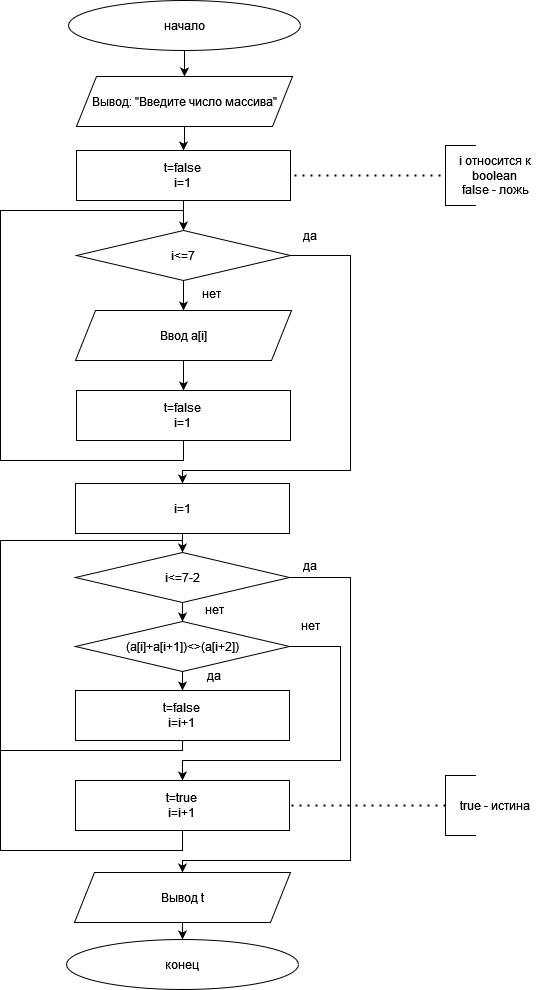 начало
Вывод: "Введите число массива"
t=false
i=1
i относится к
boolean
false - ложь
i<=7
да
нет
Ввод a[i]
t=false
i=1
i=1
i<=7-2
да
нет
(a[i]+a[i+1])<>(a[i+2])
нет
да
t=false
i=i+1
t=true
i=i+1
true - истина
Вывод t
конец